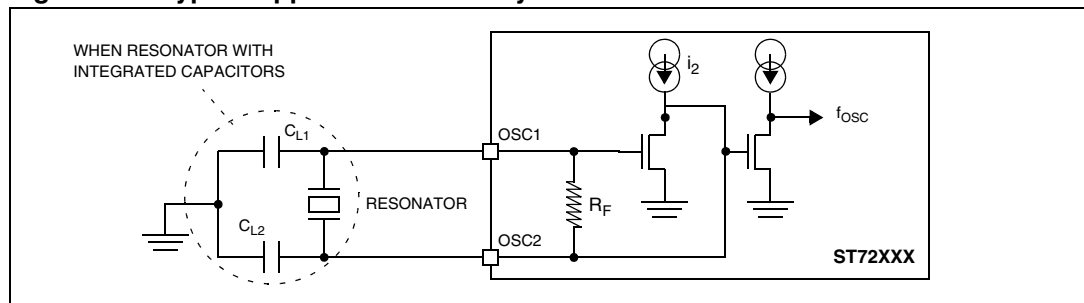 WHEN RESONATOR WITH
INTEGRATED CAPACITORS
CL1
CL2
RESONATOR
OSC1
OSC2
RF
i2
fOSC
ST72XXX